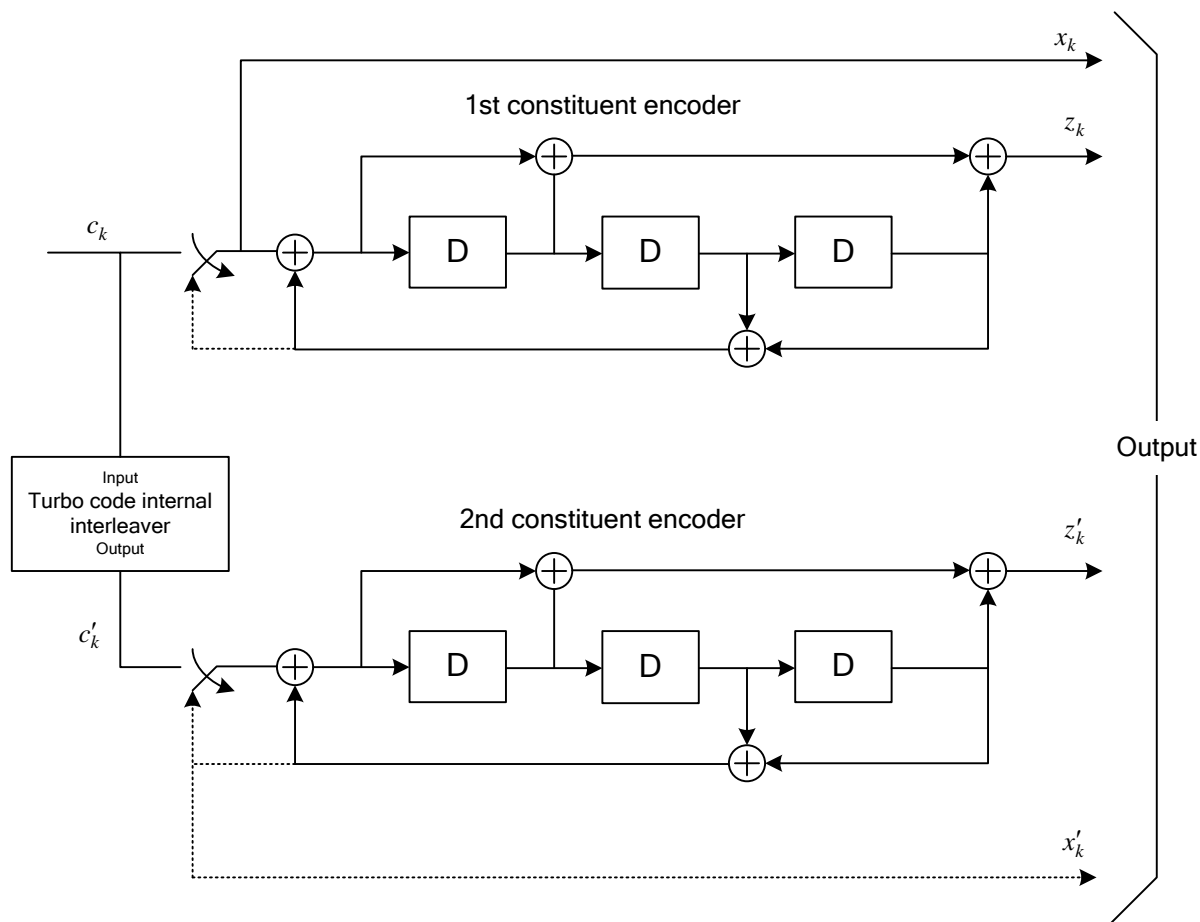 x_k
1st constituent encoder
z_k
c_k
D D D
Output
Input
Turbo code internal
interleaver
Output
2nd constituent encoder
z′_k
c′_k
D D D
x′_k